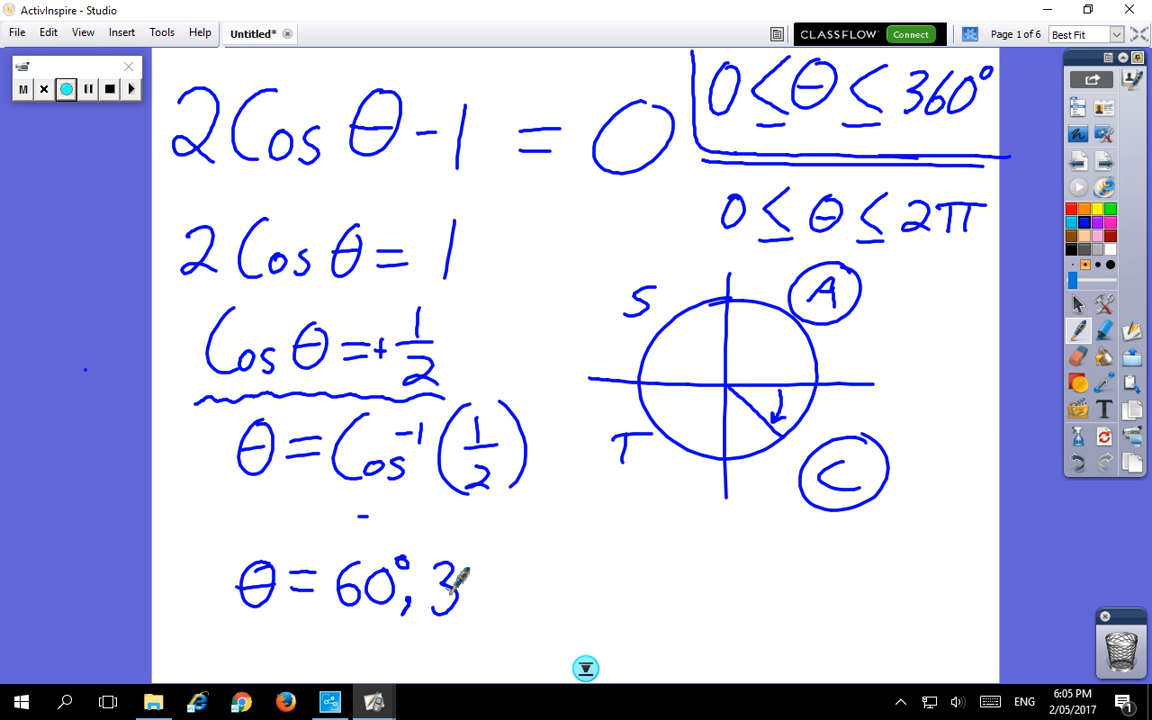 ActivInspire - Studio
File Edit View Insert Tools Help Untitled* CLASSFLOW Connect Page 1 of 6 Best Fit
M
2Cos θ - 1 = 0
0 ≤ θ ≤ 360°
2Cos θ = 1
0 ≤ θ ≤ 2π
Cos θ = + 1/2
S A
T C
θ = Cos⁻¹ (1/2)
-
θ = 60°, 3
ENG 6:05 PM
2/05/2017 1